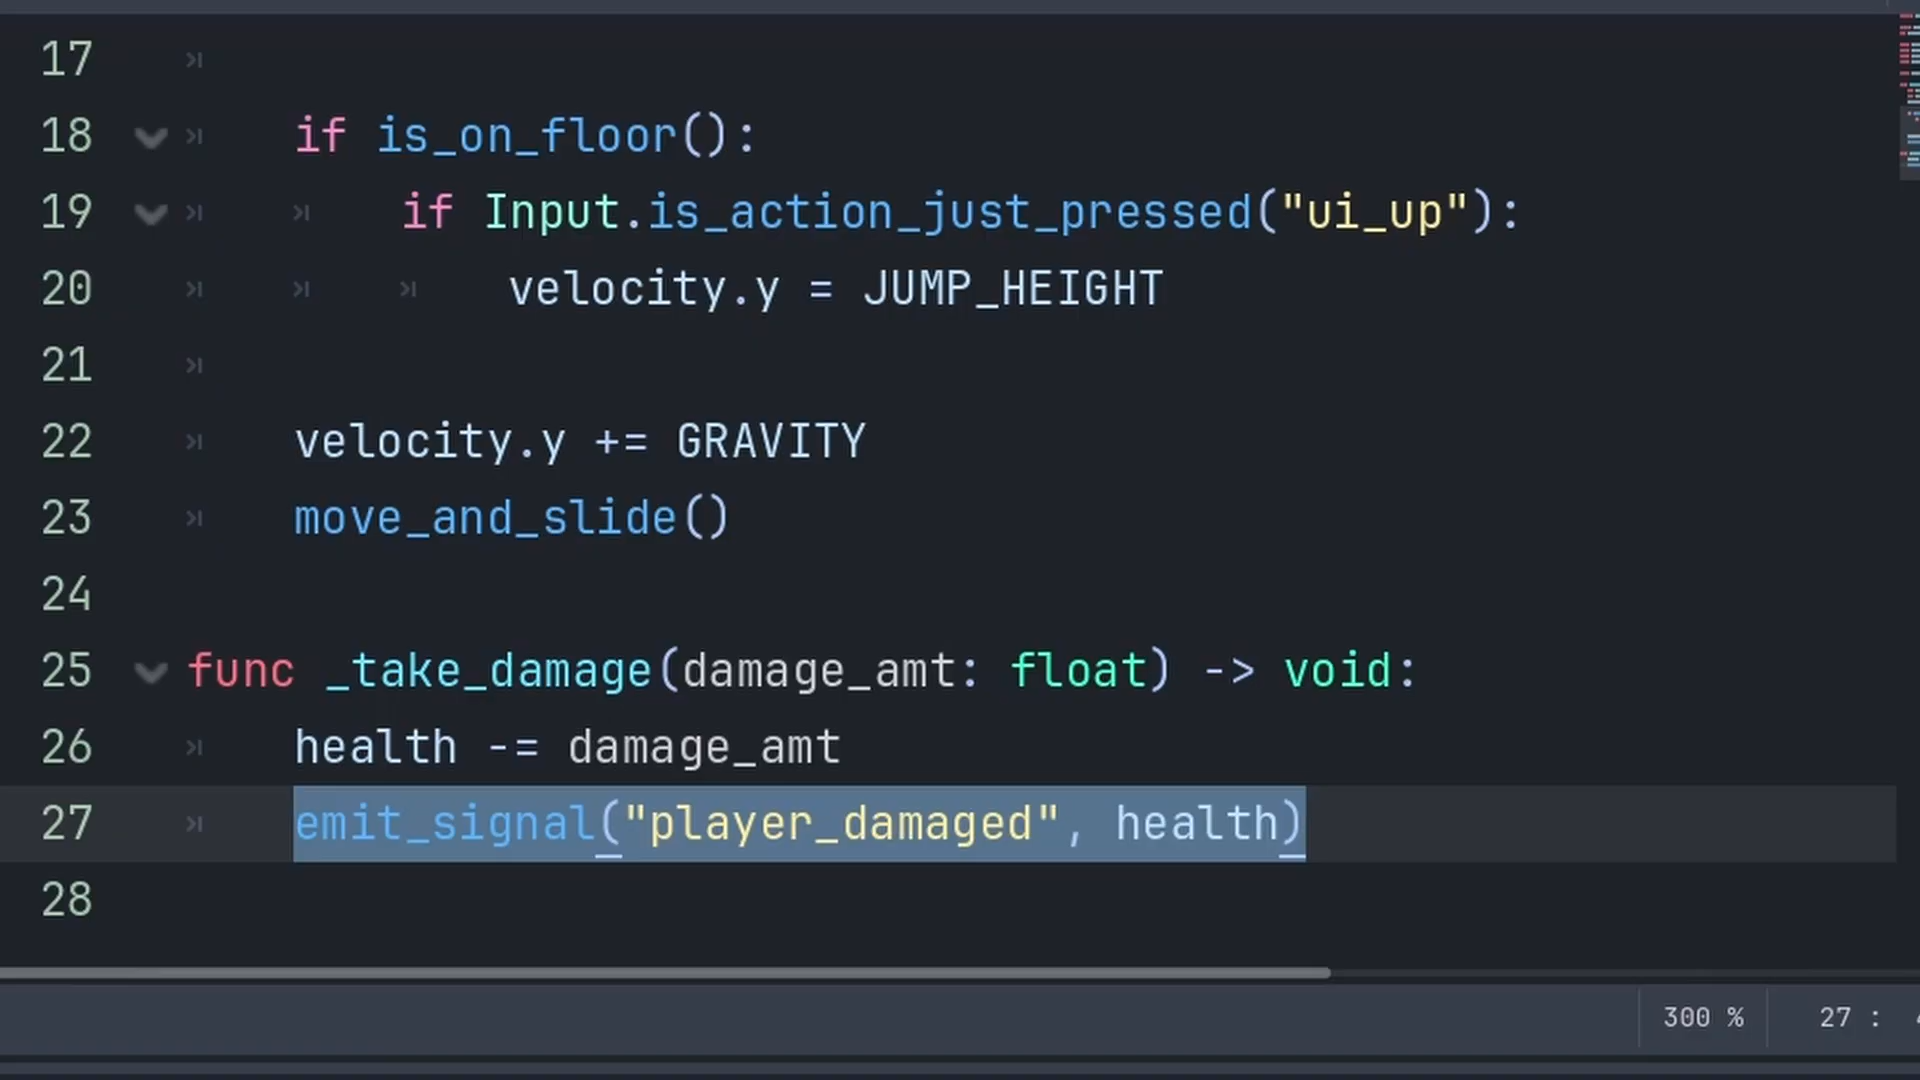 17
18 if is_on_floor():
19 if Input.is_action_just_pressed("ui_up"):
20 velocity.y = JUMP_HEIGHT
21
22 velocity.y += GRAVITY
23 move_and_slide()
24
25 func _take_damage(damage_amt: float) -> void:
26 health -= damage_amt
27 emit_signal("player_damaged", health)
28
300 % 27 :